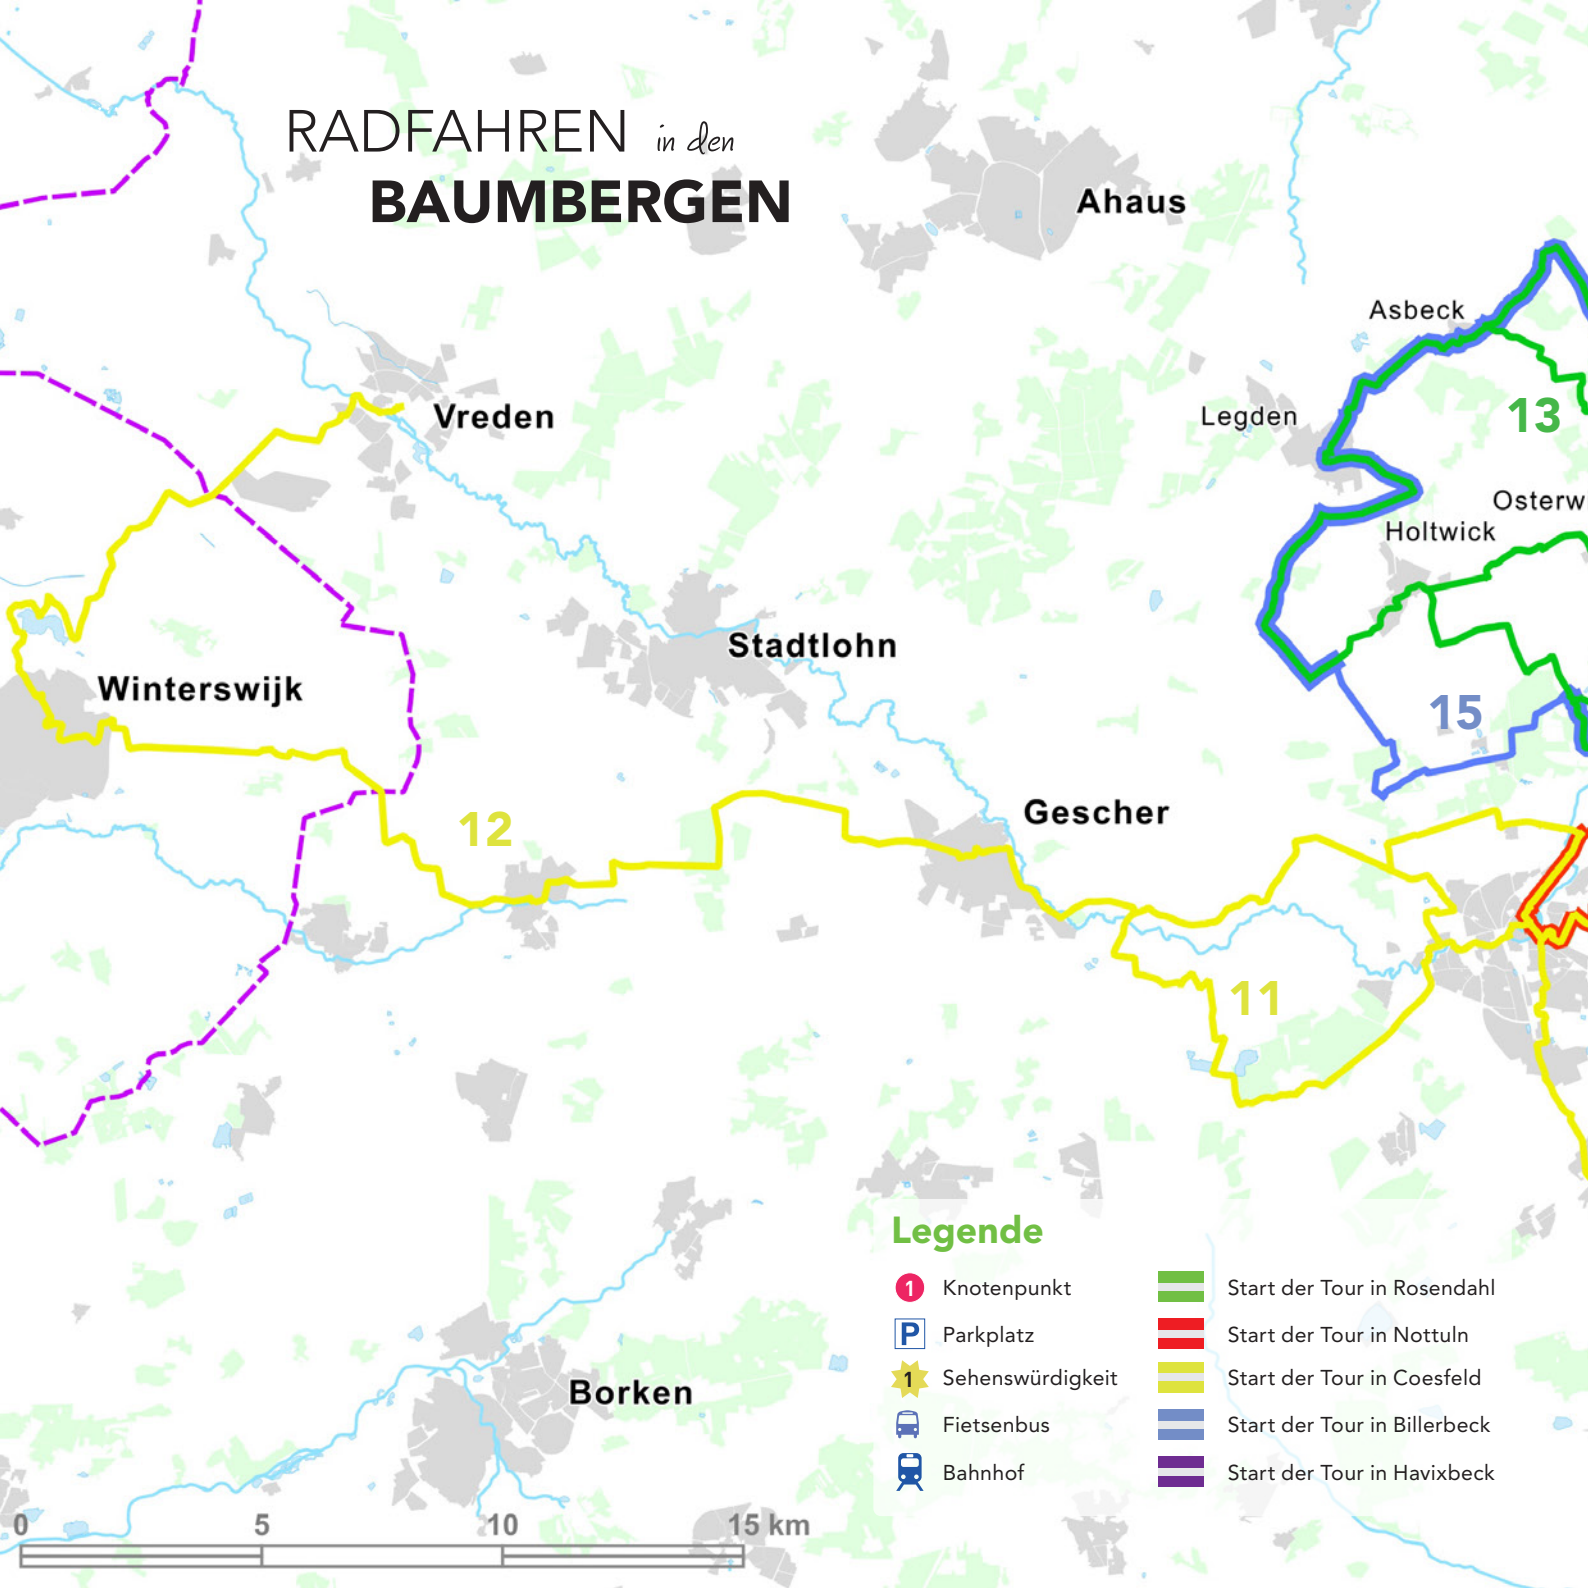 RADFAHREN in den
BAUMBERGEN
Ahaus
Asbeck
Vreden
Legden
13
Osterw
Holtwick
Stadtlohn
Winterswijk
15
12
Gescher
11
Legende
1 Knotenpunkt
P Parkplatz
1 Sehenswürdigkeit
Fietsenbus
Bahnhof
Start der Tour in Rosendahl
Start der Tour in Nottuln
Start der Tour in Coesfeld
Start der Tour in Billerbeck
Start der Tour in Havixbeck
Borken
0 5 10 15 km